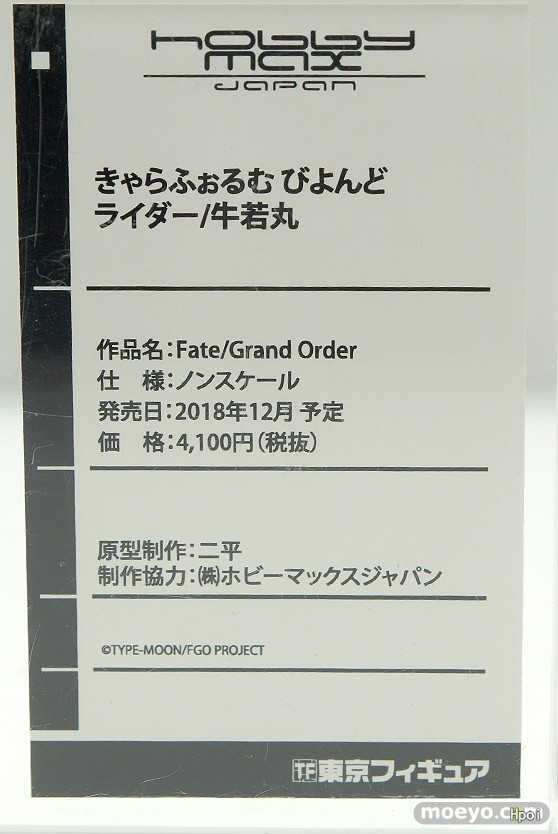 hobby
max
JAPAN
きゃらふぉるむ びよんど
ライダー/牛若丸
作品名：Fate/Grand Order
仕　様：ノンスケール
発売日：2018年12月 予定
価　格：4,100円（税抜）
原型制作：二平
制作協力：㈱ホビーマックスジャパン
©TYPE-MOON/FGO PROJECT
TF東京フィギュア
moeyo.com
Hpoi